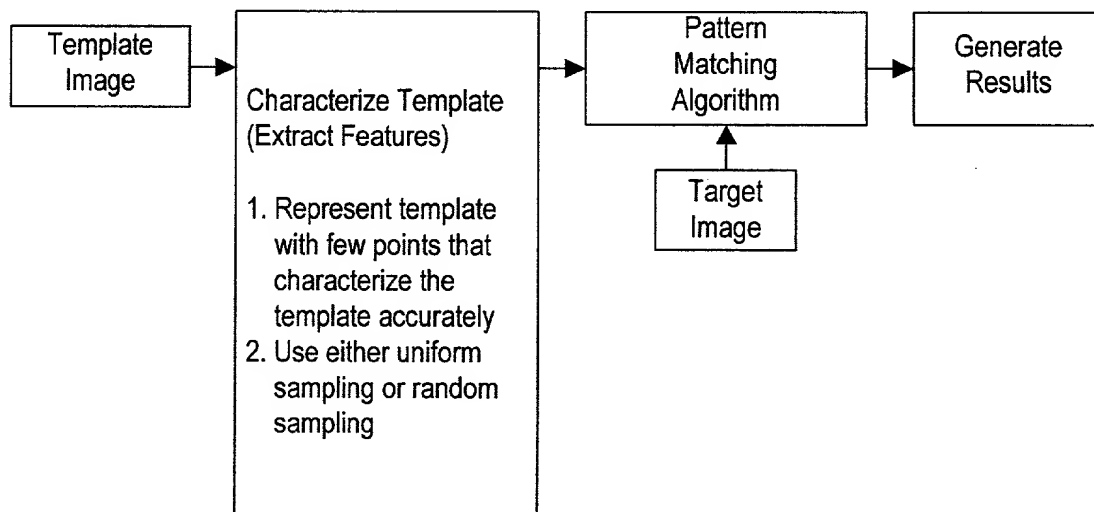 Template
Image
Characterize Template
(Extract Features)
1. Represent template
with few points that
characterize the
template accurately
2. Use either uniform
sampling or random
sampling
Pattern
Matching
Algorithm
Target
Image
Generate
Results